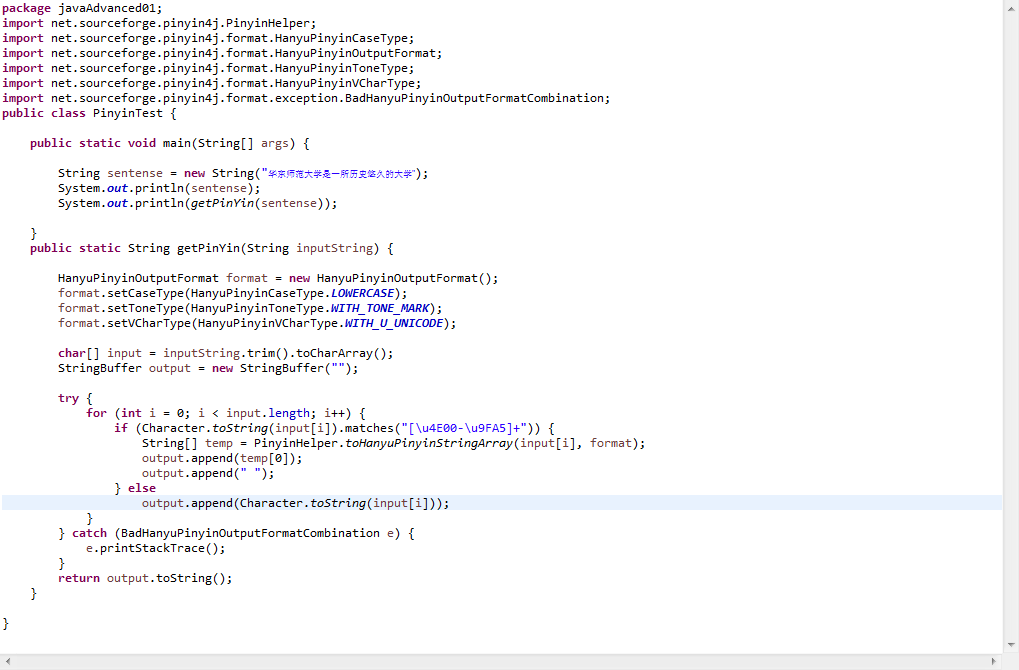 package javaAdvanced01;
import net.sourceforge.pinyin4j.PinyinHelper;
import net.sourceforge.pinyin4j.format.HanyuPinyinCaseType;
import net.sourceforge.pinyin4j.format.HanyuPinyinOutputFormat;
import net.sourceforge.pinyin4j.format.HanyuPinyinToneType;
import net.sourceforge.pinyin4j.format.HanyuPinyinVCharType;
import net.sourceforge.pinyin4j.format.exception.BadHanyuPinyinOutputFormatCombination;
public class PinyinTest {
public static void main(String[] args) {
String sentense = new String("华东师范大学是一所历史悠久的大学");
System.out.println(sentense);
System.out.println(getPinYin(sentense));
}
public static String getPinYin(String inputString) {
HanyuPinyinOutputFormat format = new HanyuPinyinOutputFormat();
format.setCaseType(HanyuPinyinCaseType.LOWERCASE);
format.setToneType(HanyuPinyinToneType.WITH_TONE_MARK);
format.setVCharType(HanyuPinyinVCharType.WITH_U_UNICODE);
char[] input = inputString.trim().toCharArray();
StringBuffer output = new StringBuffer("");
try {
for (int i = 0; i < input.length; i++) {
if (Character.toString(input[i]).matches("[\u4E00-\u9FA5]+")) {
String[] temp = PinyinHelper.toHanyuPinyinStringArray(input[i], format);
output.append(temp[0]);
output.append(" ");
} else
output.append(Character.toString(input[i]));
}
} catch (BadHanyuPinyinOutputFormatCombination e) {
e.printStackTrace();
}
return output.toString();
}
}